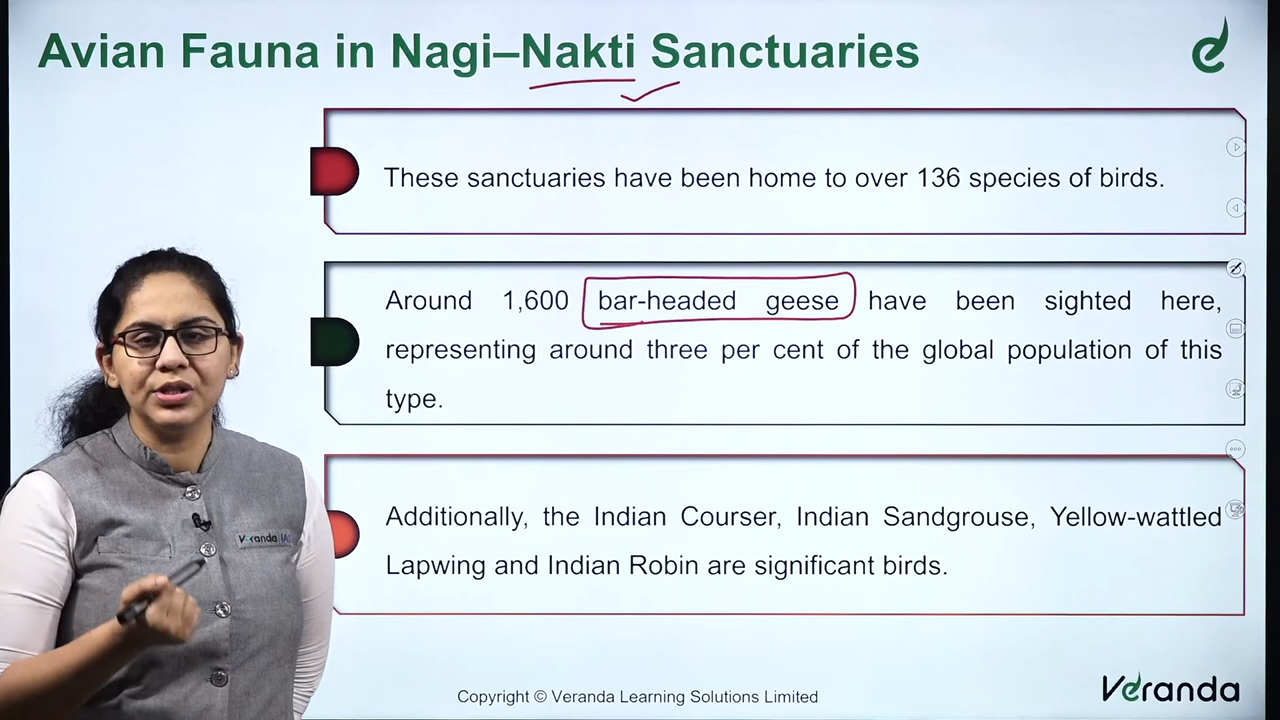 Avian Fauna in Nagi–Nakti Sanctuaries
These sanctuaries have been home to over 136 species of birds.
Around 1,600 bar-headed geese have been sighted here,
representing around three per cent of the global population of this
type.
Additionally, the Indian Courser, Indian Sandgrouse, Yellow-wattled
Lapwing and Indian Robin are significant birds.
Veranda IAS
Copyright © Veranda Learning Solutions Limited
Veranda